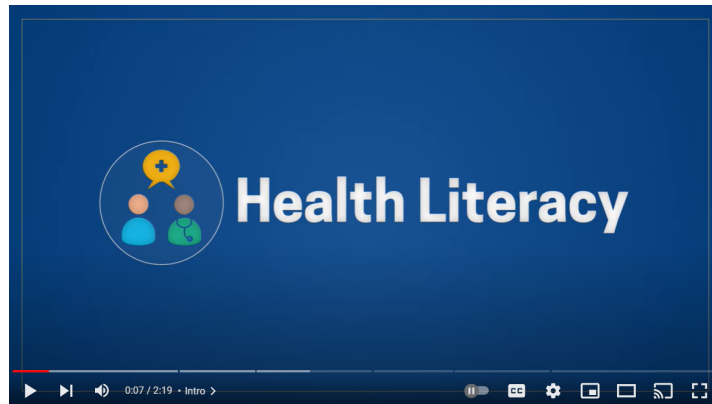 Health Literacy
0:07 / 2:19 • Intro >
CC